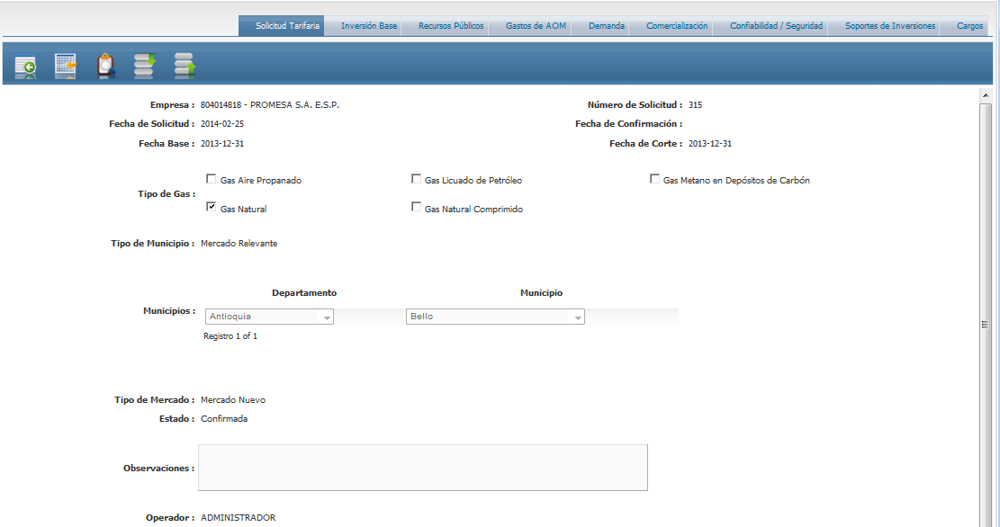 Solicitud Tarifaria Inversión Base Recursos Públicos Gastos de AOM Demanda Comercialización Confiabilidad / Seguridad Soportes de Inversiones Cargos
Empresa : 804014818 - PROMESA S.A. E.S.P. Número de Solicitud : 315
Fecha de Solicitud : 2014-02-25 Fecha de Confirmación :
Fecha Base : 2013-12-31 Fecha de Corte : 2013-12-31
Gas Aire Propanado Gas Licuado de Petróleo Gas Metano en Depósitos de Carbón
Tipo de Gas :
Gas Natural Gas Natural Comprimido
Tipo de Municipio : Mercado Relevante
Departamento Municipio
Municipios : Antioquia Bello
Registro 1 of 1
Tipo de Mercado : Mercado Nuevo
Estado : Confirmada
Observaciones :
Operador : ADMINISTRADOR